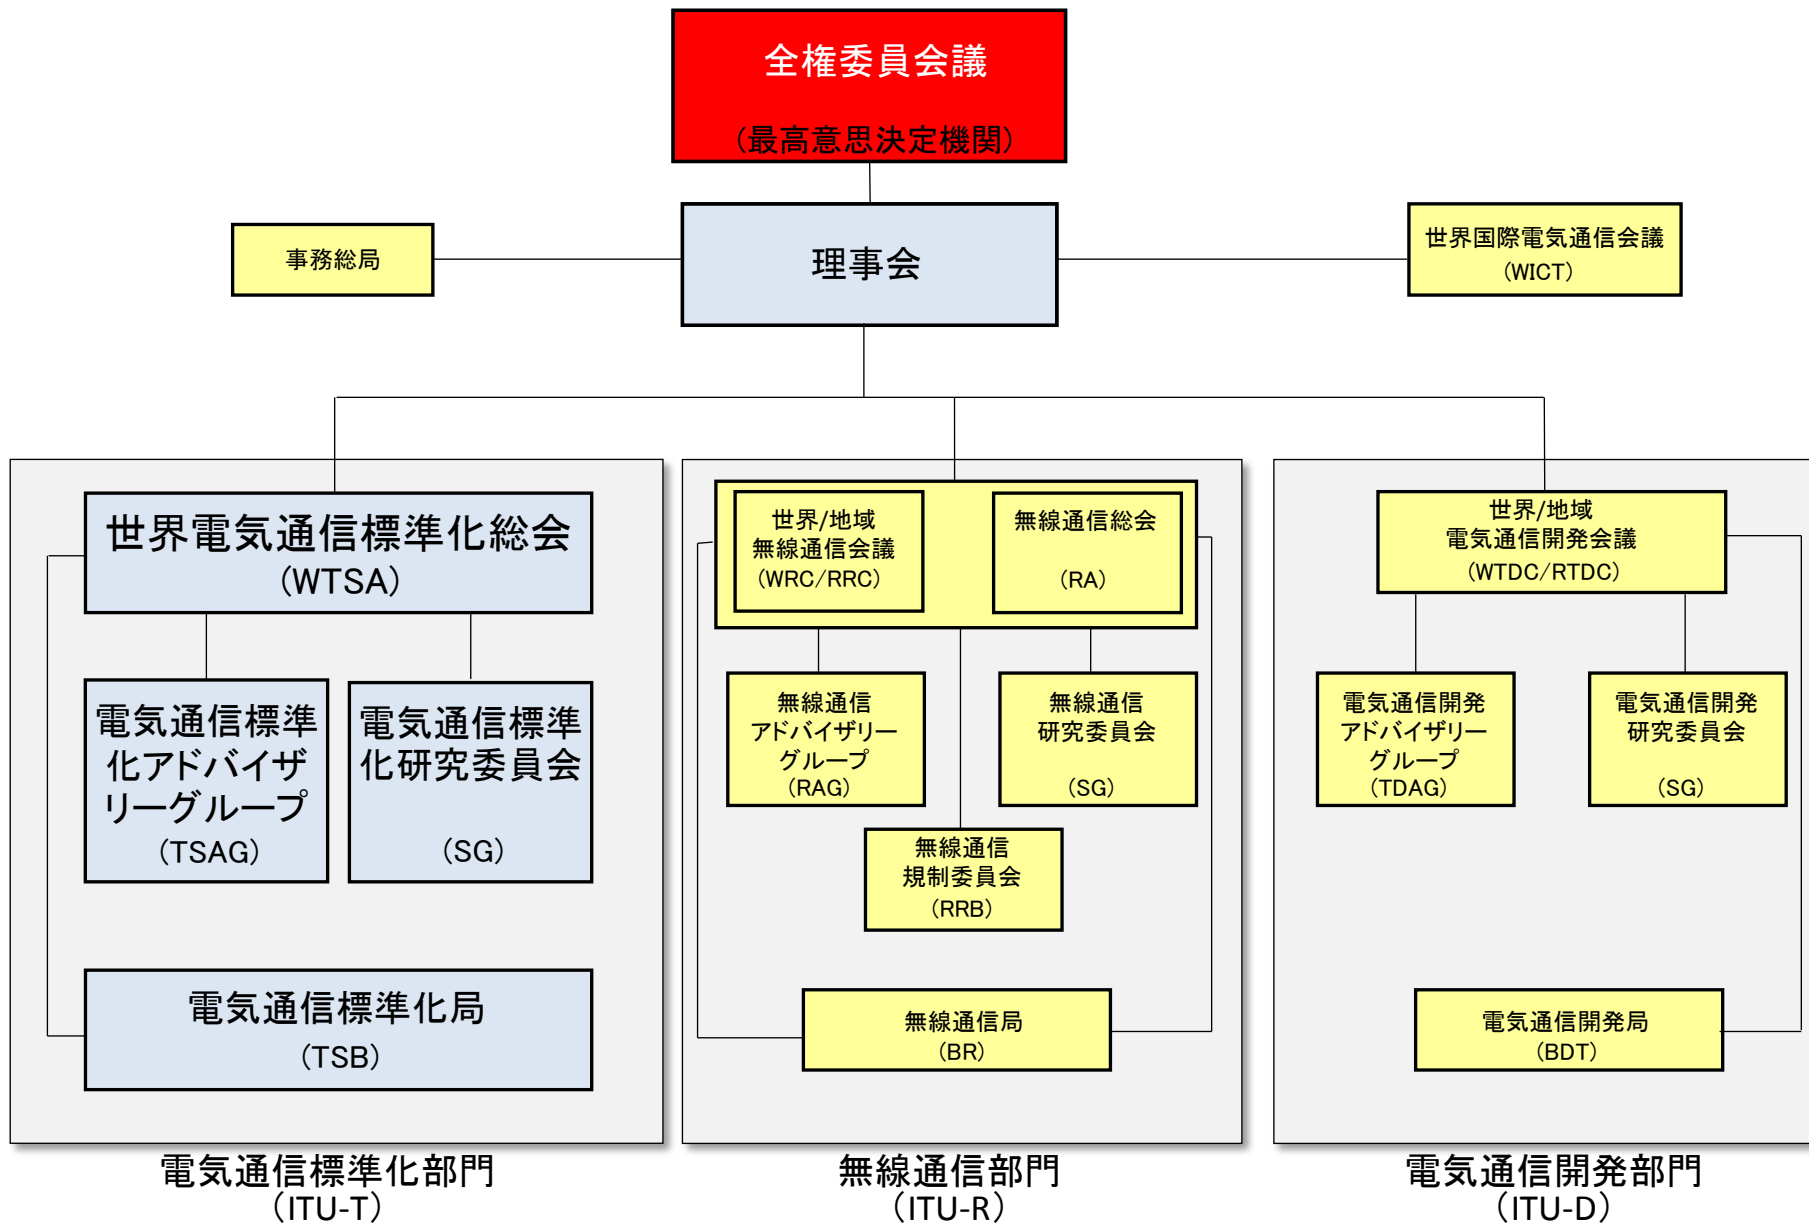 全権委員会議
(最高意思決定機関)
事務総局
理事会
世界国際電気通信会議
(WICT)
世界電気通信標準化総会
(WTSA)
電気通信標準
化アドバイザ
リーグループ
(TSAG)
電気通信標準
化研究委員会
(SG)
電気通信標準化局
(TSB)
電気通信標準化部門
(ITU-T)
世界/地域
無線通信会議
(WRC/RRC)
無線通信総会
(RA)
無線通信
アドバイザリー
グループ
(RAG)
無線通信
研究委員会
(SG)
無線通信
規制委員会
(RRB)
無線通信局
(BR)
無線通信部門
(ITU-R)
世界/地域
電気通信開発会議
(WTDC/RTDC)
電気通信開発
アドバイザリー
グループ
(TDAG)
電気通信開発
研究委員会
(SG)
電気通信開発局
(BDT)
電気通信開発部門
(ITU-D)